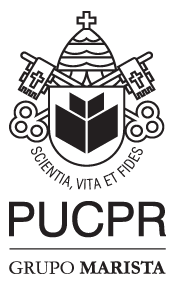 SCIENTIA, VITA ET FIDES
PUCPR
GRUPO MARISTA